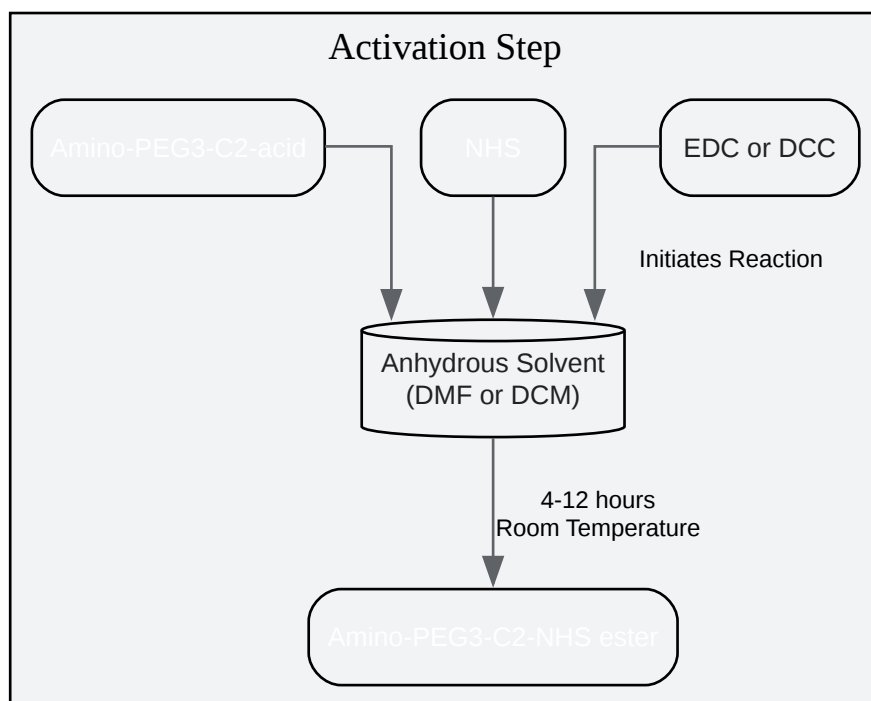 Activation Step
Amino-PEG3-C2-acid
NHS
EDC or DCC
Initiates Reaction
Anhydrous Solvent
(DMF or DCM)
4-12 hours
Room Temperature
Amino-PEG3-C2-NHS ester